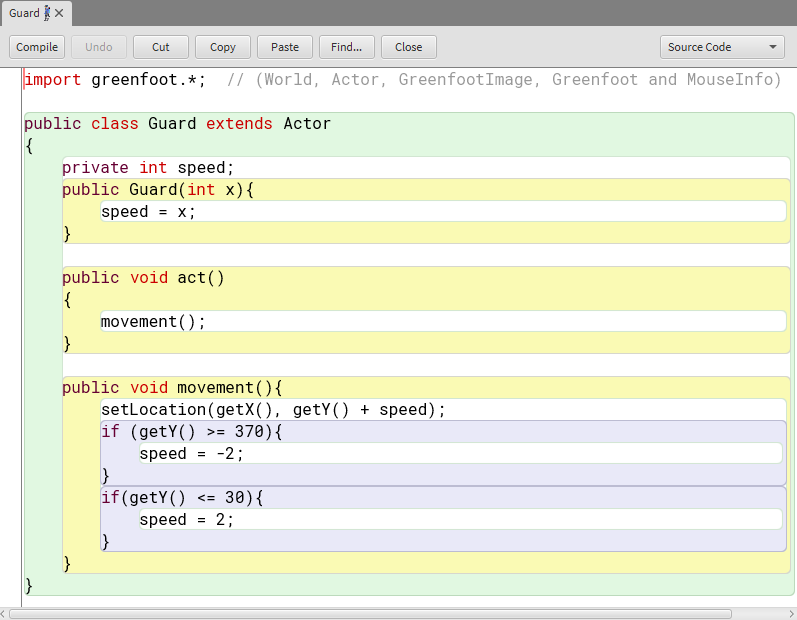 Guard
Compile Undo Cut Copy Paste Find... Close Source Code
import greenfoot.*;  // (World, Actor, GreenfootImage, Greenfoot and MouseInfo)
public class Guard extends Actor
{
    private int speed;
    public Guard(int x){
        speed = x;
    }
    public void act()
    {
        movement();
    }
    public void movement(){
        setLocation(getX(), getY() + speed);
        if (getY() >= 370){
            speed = -2;
        }
        if(getY() <= 30){
            speed = 2;
        }
    }
}